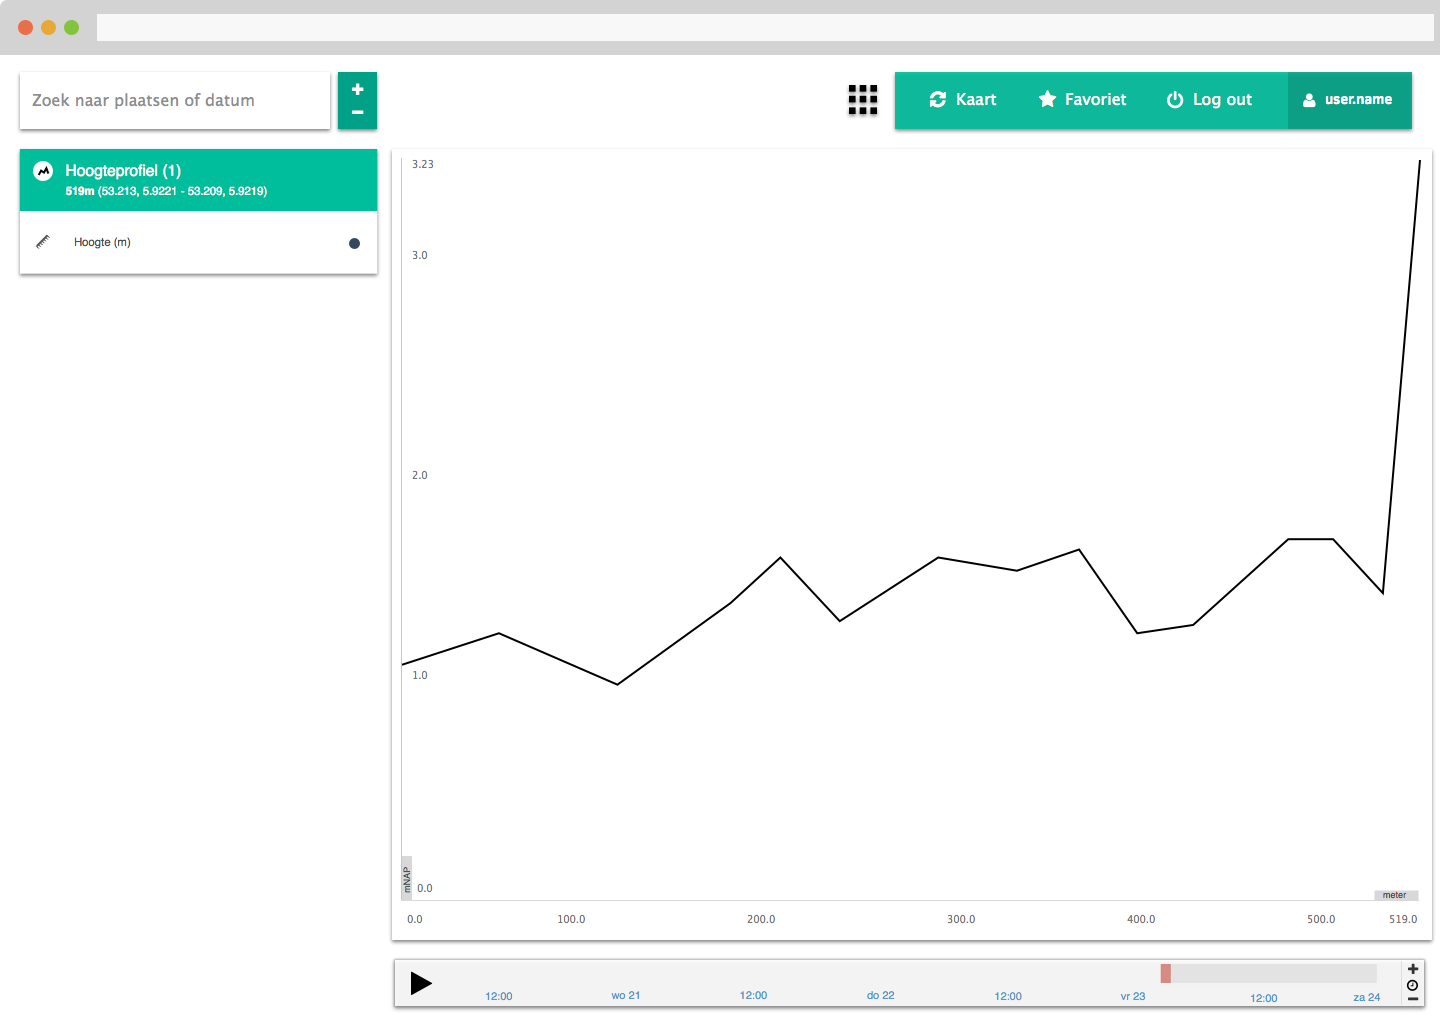 Zoek naar plaatsen of datum
Kaart
Favoriet
Log out
user.name
Hoogteprofiel (1)
519m (53.213, 5.9221 - 53.209, 5.9219)
Hoogte (m)
3.23
3.0
2.0
1.0
mNAP
0.0
meter
0.0 100.0 200.0 300.0 400.0 500.0 519.0
12:00 wo 21 12:00 do 22 12:00 vr 23 12:00 za 24